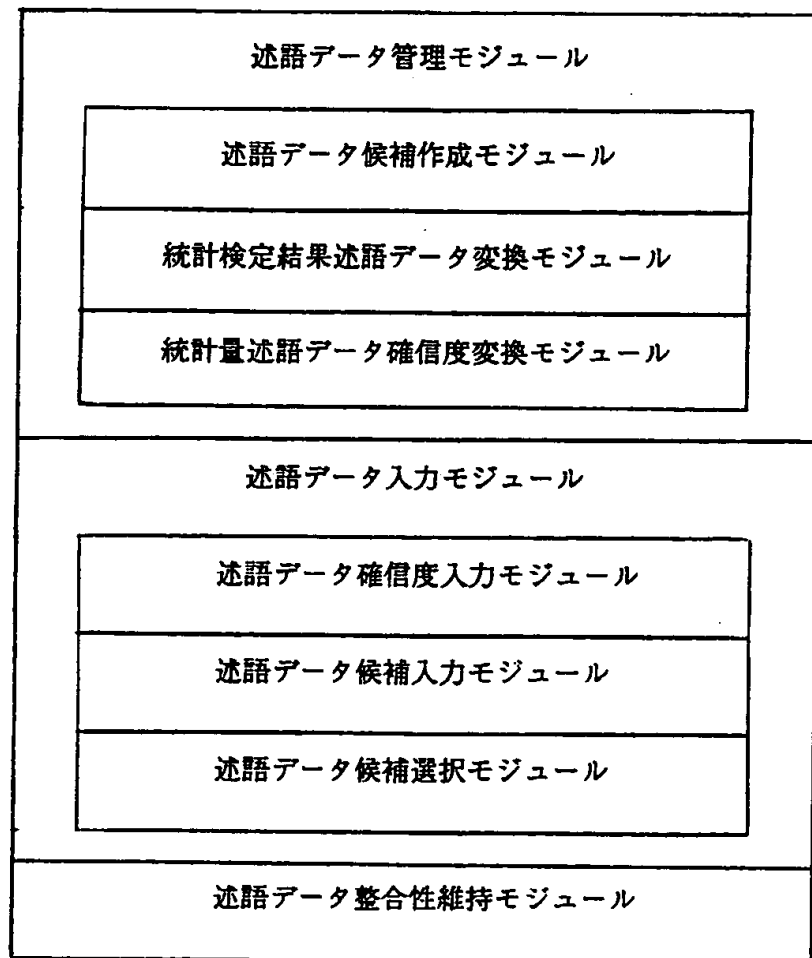 述語データ管理モジュール
述語データ候補作成モジュール
統計検定結果述語データ変換モジュール
統計量述語データ確信度変換モジュール
述語データ入力モジュール
述語データ確信度入力モジュール
述語データ候補入力モジュール
述語データ候補選択モジュール
述語データ整合性維持モジュール